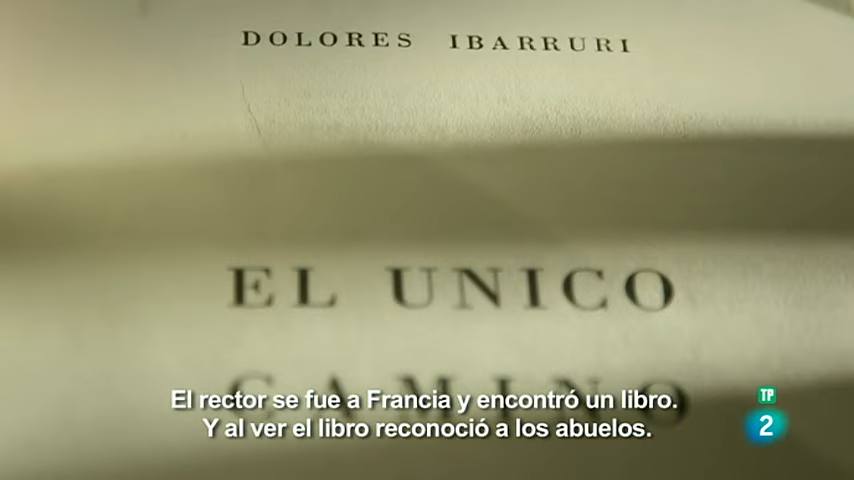 DOLORES IBARRURI
EL UNICO
CAMINO
El rector se fue a Francia y encontró un libro.
Y al ver el libro reconoció a los abuelos.
TP
2